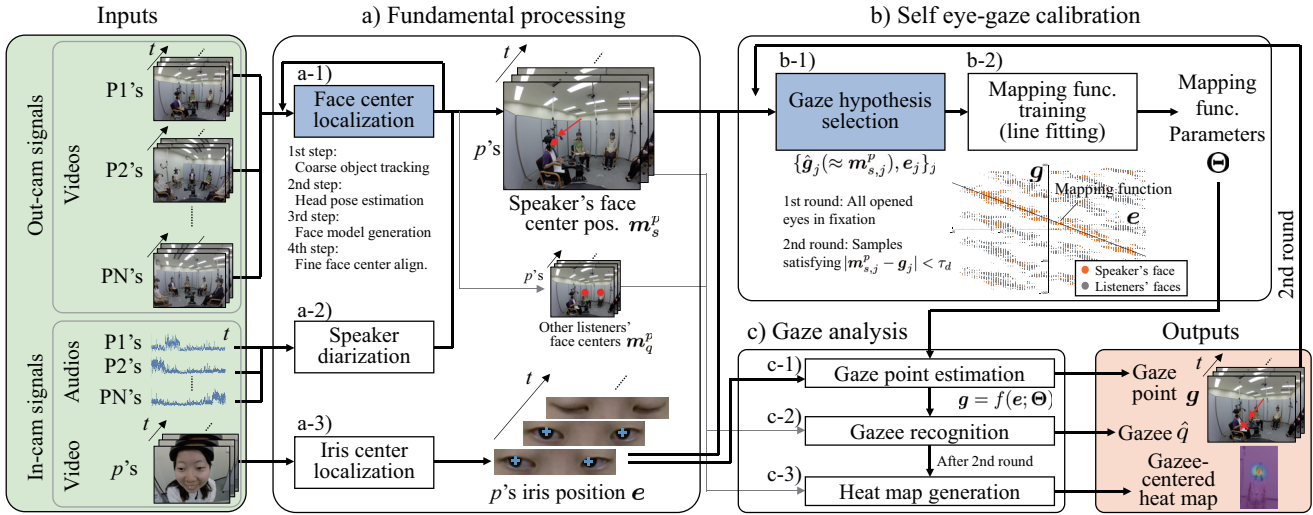 Inputs
Out-cam signals
Videos
t
P1's
P2's
PN's
In-cam signals
Audios
t
P1's
P2's
PN's
Video
t
p's
a) Fundamental processing
a-1)
Face center
localization
1st step:
Coarse object tracking
2nd step:
Head pose estimation
3rd step:
Face model generation
4th step:
Fine face center align.
a-2)
Speaker
diarization
a-3)
Iris center
localization
t
p's
Speaker's face
center pos. m_s^p
p's
Other listeners'
face centers m_q^p
t
p's iris position e
b) Self eye-gaze calibration
b-1)
Gaze hypothesis
selection
{ĝ_j(≈ m_{s,j}^p), e_j}_j
1st round: All opened
eyes in fixation
2nd round: Samples
satisfying |m_{s,j}^p − g_j| < τ_d
b-2)
Mapping func.
training
(line fitting)
g
Mapping function
e
Speaker's face
Listeners' faces
Mapping
func.
Parameters
Θ
2nd round
c) Gaze analysis
c-1)
Gaze point estimation
g = f(e; Θ)
c-2)
Gazee recognition
After 2nd round
c-3)
Heat map generation
Outputs
t
Gaze
point g
Gazee q̂
Gazee-
centered
heat map